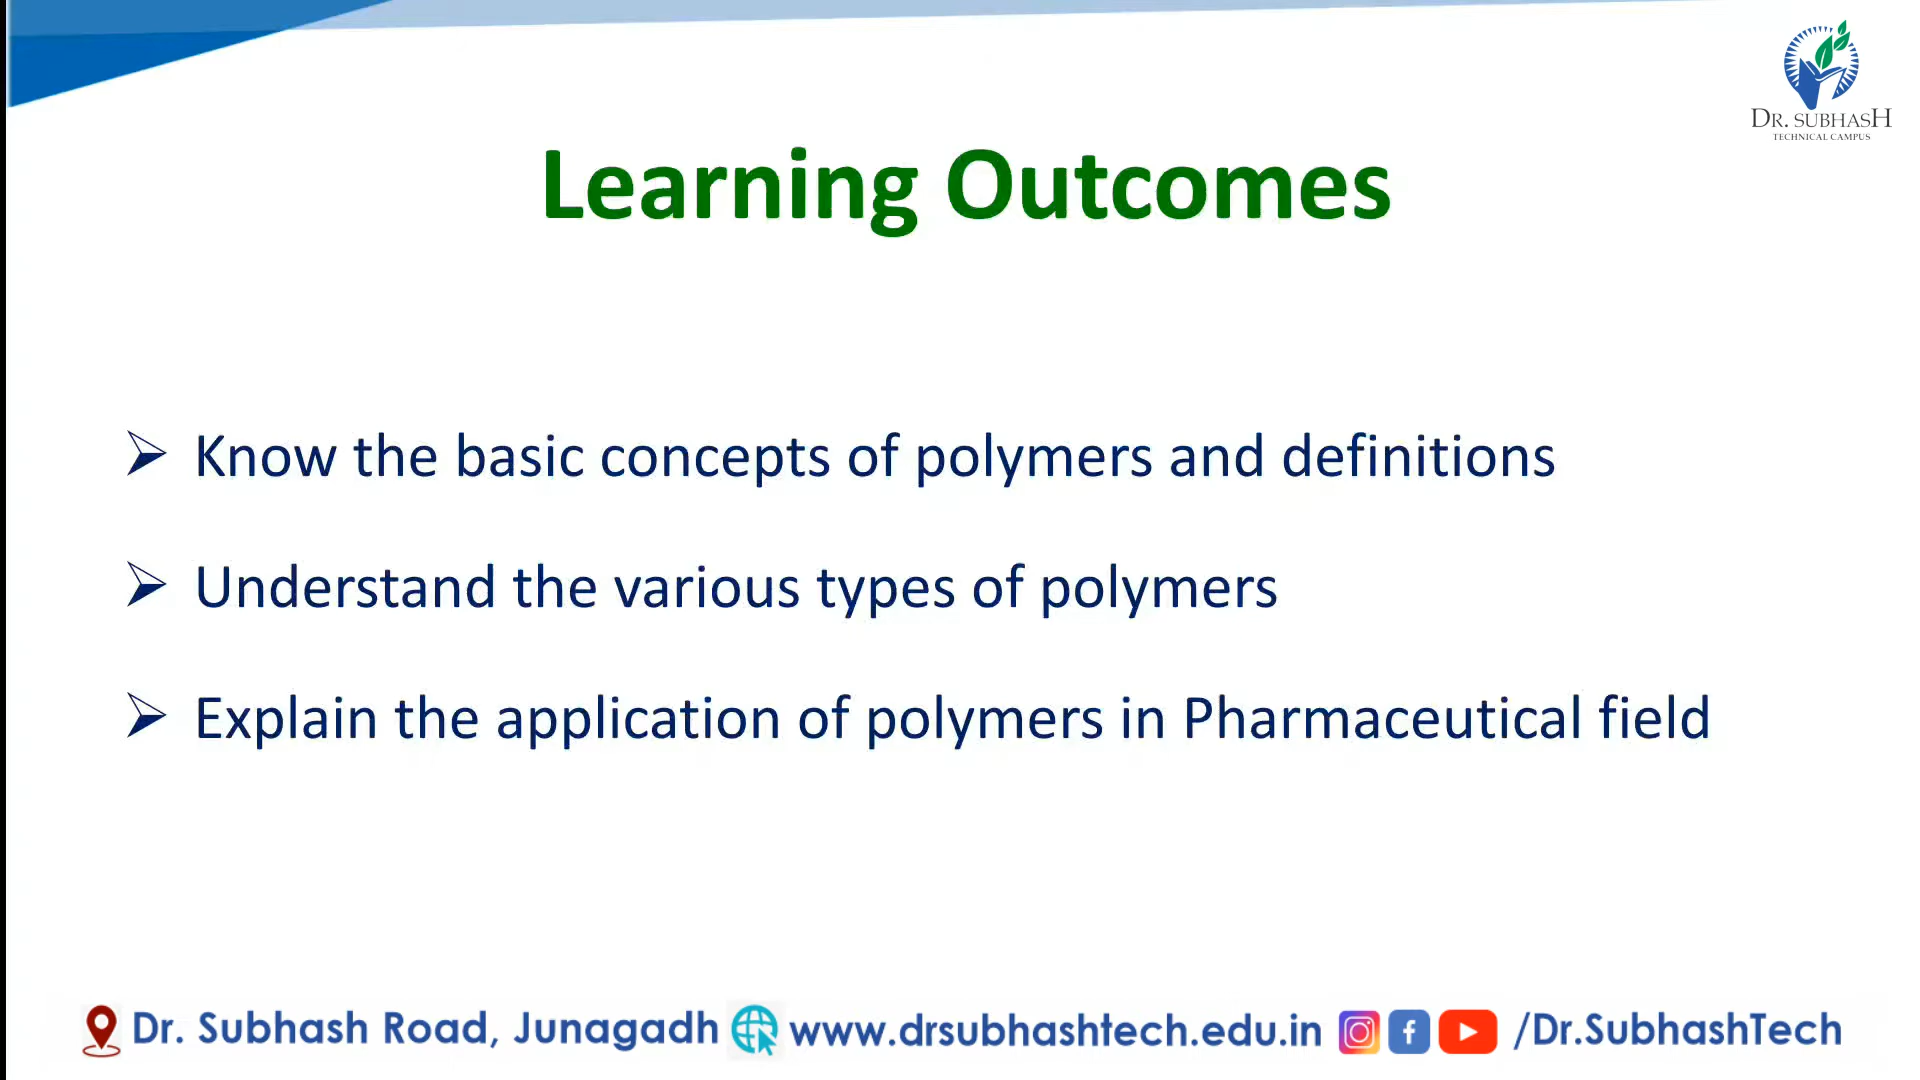 DR. SUBHASH
TECHNICAL CAMPUS
Learning Outcomes
Know the basic concepts of polymers and definitions
Understand the various types of polymers
Explain the application of polymers in Pharmaceutical field
Dr. Subhash Road, Junagadh www.drsubhashtech.edu.in /Dr.SubhashTech